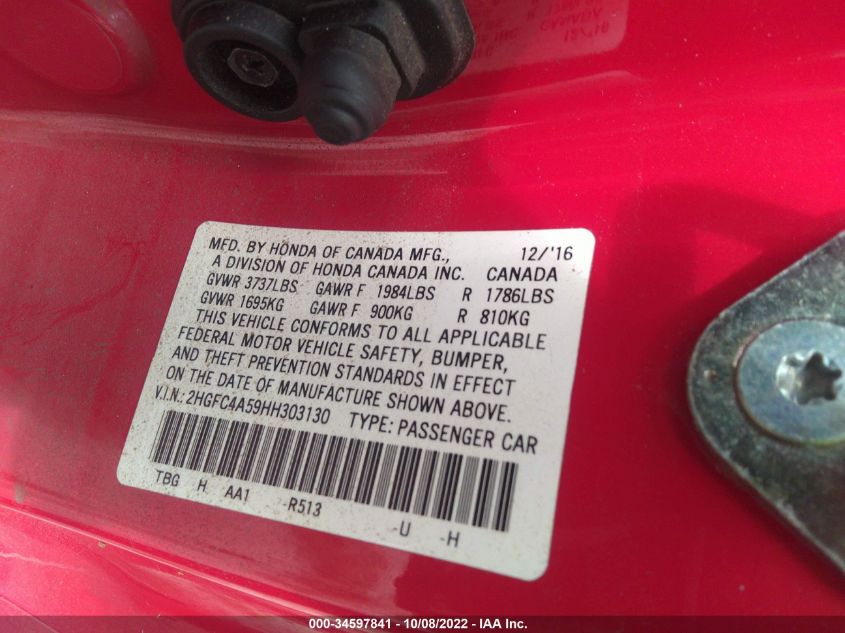 MFD. BY HONDA OF CANADA MFG., 12/'16
A DIVISION OF HONDA CANADA INC. CANADA
GVWR 3737LBS GAWR F 1984LBS R 1786LBS
GVWR 1695KG GAWR F 900KG R 810KG
THIS VEHICLE CONFORMS TO ALL APPLICABLE
FEDERAL MOTOR VEHICLE SAFETY, BUMPER,
AND THEFT PREVENTION STANDARDS IN EFFECT
ON THE DATE OF MANUFACTURE SHOWN ABOVE.
V.I.N.: 2HGFC4A59HH303130 TYPE: PASSENGER CAR
TBG H AA1 -R513 -U -H
000-34597841 - 10/08/2022 - IAA Inc.